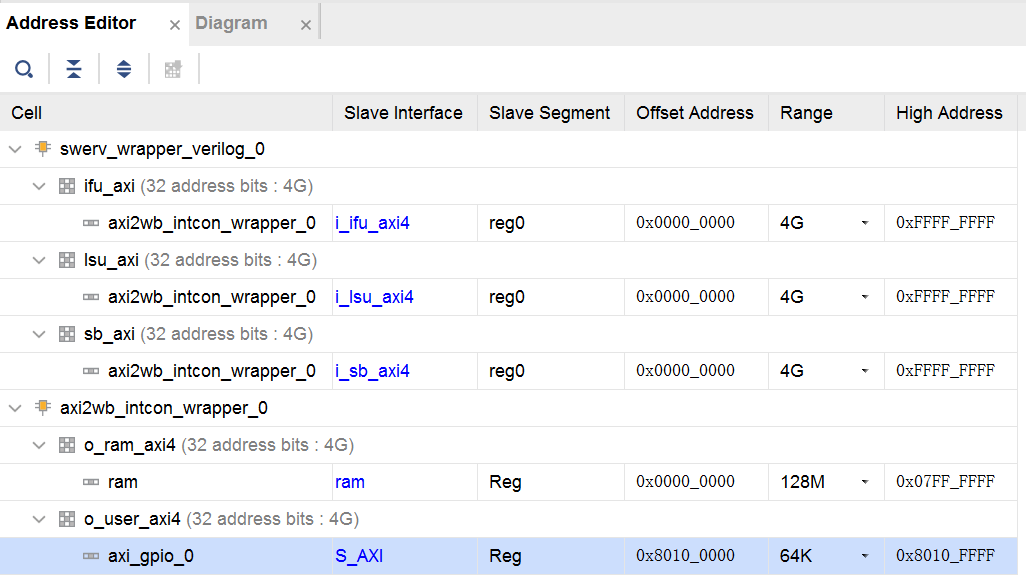 Address Editor × Diagram ×
Cell Slave Interface Slave Segment Offset Address Range High Address
swerv_wrapper_verilog_0
ifu_axi (32 address bits : 4G)
axi2wb_intcon_wrapper_0 i_ifu_axi4 reg0 0x0000_0000 4G 0xFFFF_FFFF
lsu_axi (32 address bits : 4G)
axi2wb_intcon_wrapper_0 i_lsu_axi4 reg0 0x0000_0000 4G 0xFFFF_FFFF
sb_axi (32 address bits : 4G)
axi2wb_intcon_wrapper_0 i_sb_axi4 reg0 0x0000_0000 4G 0xFFFF_FFFF
axi2wb_intcon_wrapper_0
o_ram_axi4 (32 address bits : 4G)
ram ram Reg 0x0000_0000 128M 0x07FF_FFFF
o_user_axi4 (32 address bits : 4G)
axi_gpio_0 S_AXI Reg 0x8010_0000 64K 0x8010_FFFF